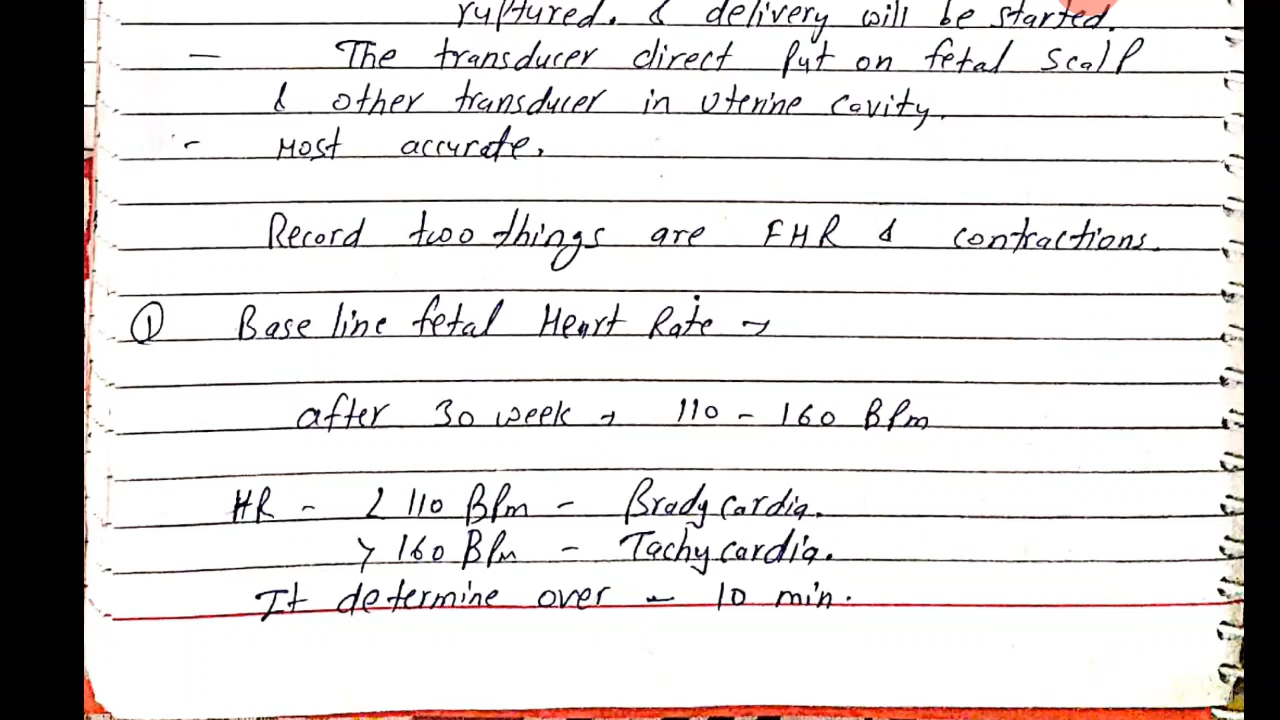 ruptured. & delivery will be started.
— The transducer direct Put on fetal scalp
& other transducer in uterine cavity.
- Most accurate.
Record two things are FHR & contractions.
① Base line fetal Heart Rate →
after 30 week → 110 - 160 BPm
HR - < 110 BPm - Bradycardia.
> 160 BPm - Tachycardia.
It determine over - 10 min.